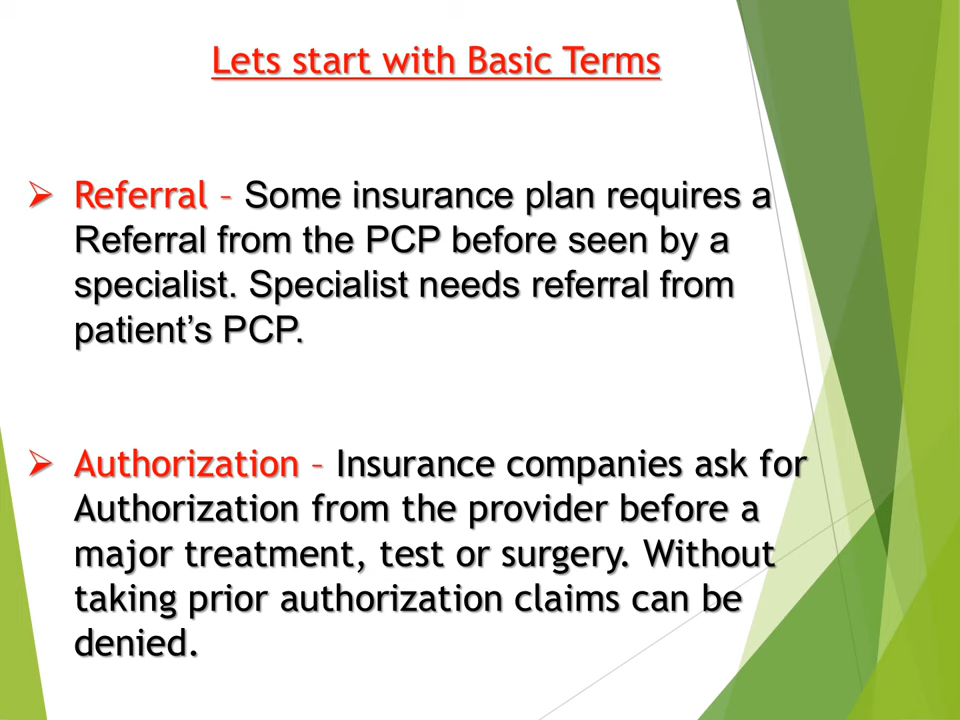 Lets start with Basic Terms
➢ Referral – Some insurance plan requires a
Referral from the PCP before seen by a
specialist. Specialist needs referral from
patient’s PCP.
➢ Authorization – Insurance companies ask for
Authorization from the provider before a
major treatment, test or surgery. Without
taking prior authorization claims can be
denied.